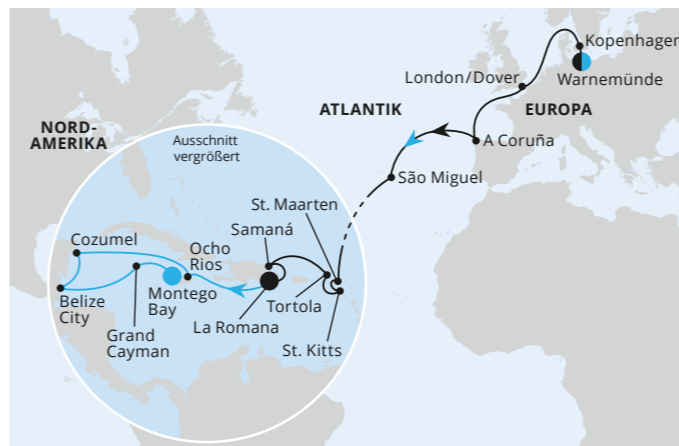 Kopenhagen
London/Dover
Warnemünde
ATLANTIK
EUROPA
NORD-
AMERIKA
Ausschnitt
vergrößert
A Coruña
São Miguel
St. Maarten
Samaná
Cozumel
Ocho
Rios
Belize
City
Montego
Bay
Tortola
La Romana
Grand
Cayman
St. Kitts